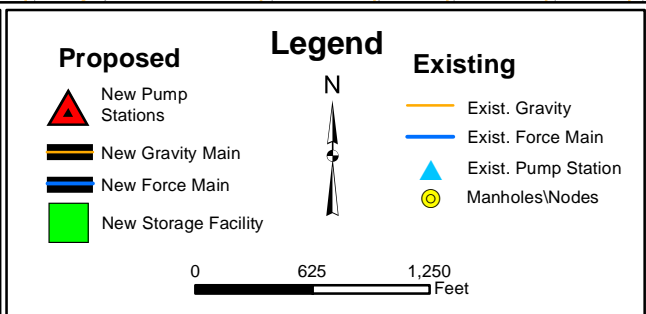 Legend
Proposed
New Pump
Stations
New Gravity Main
New Force Main
New Storage Facility
N
Existing
Exist. Gravity
Exist. Force Main
Exist. Pump Station
Manholes\Nodes
0 625 1,250
Feet